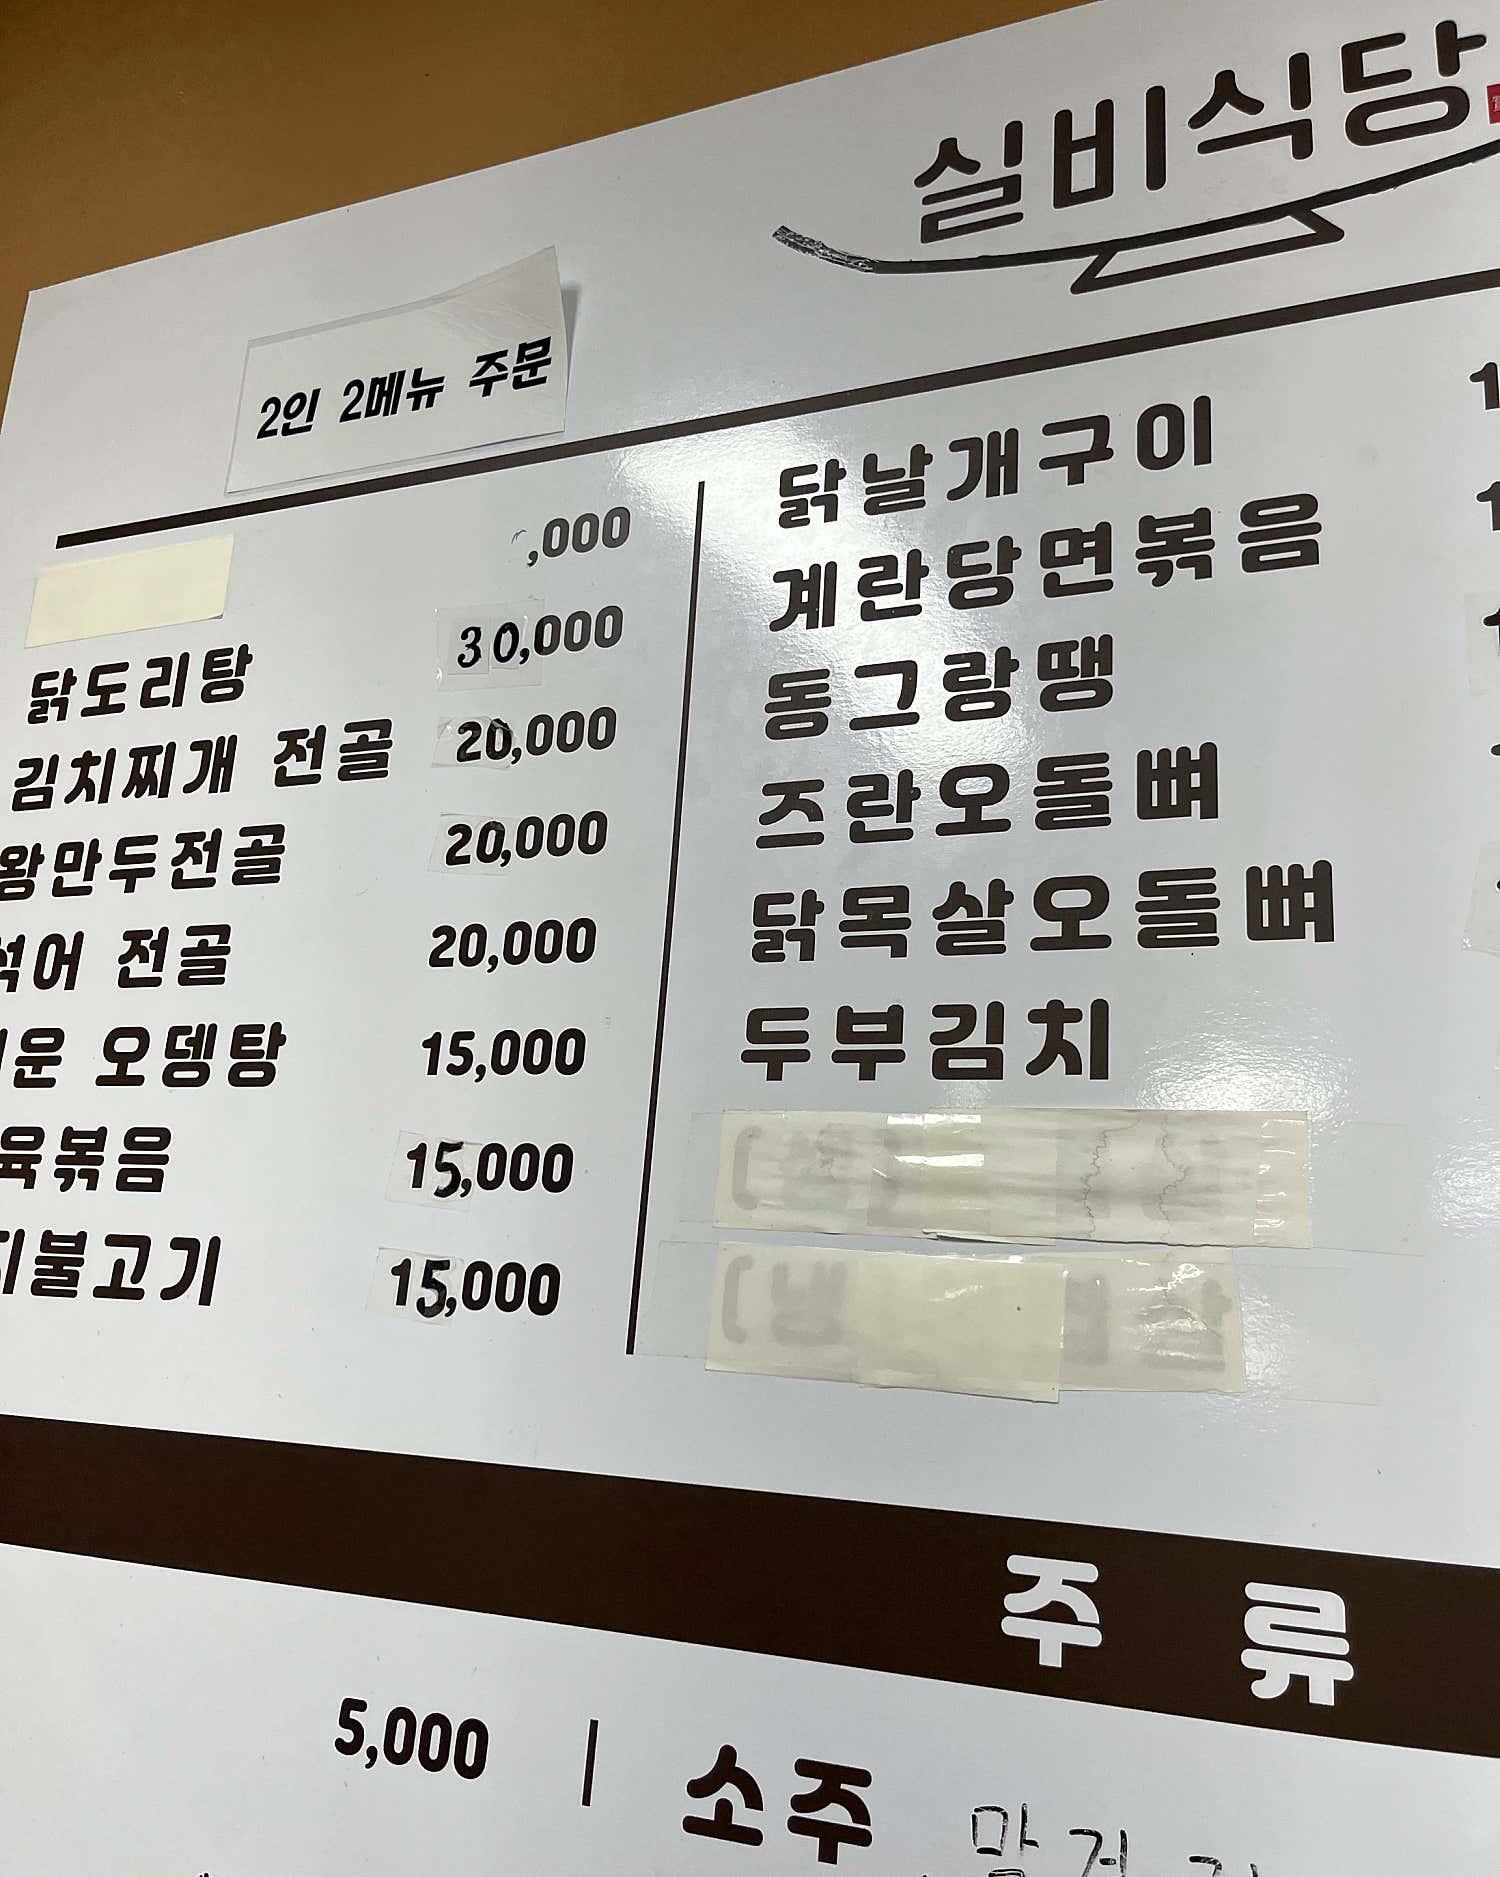 실비식당
2인 2메뉴 주문
,000
닭도리탕 30,000
김치찌개 전골 20,000
왕만두전골 20,000
어 전골 20,000
운 오뎅탕 15,000
육볶음 15,000
불고기 15,000
닭날개구이
계란당면볶음
동그랑땡
즈란오돌뼈
닭목살오돌뼈
두부김치
주 류
5,000 | 소주